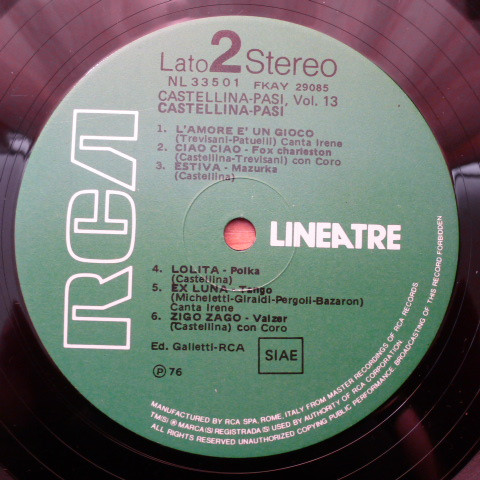 Lato 2 Stereo
NL 33501 FKAY 29085
CASTELLINA-PASI, Vol. 13
CASTELLINA-PASI
1. L'AMORE E' UN GIOCO
(Trevisani-Patuelli) Canta Irene
2. CIAO CIAO - Fox charleston
(Castellina-Trevisani) con Coro
3. ESTIVA - Mazurka
(Castellina)
RCA
LINEATRE
4. LOLITA - Polka
(Castellina)
5. EX LUNA - Tango
(Micheletti-Giraldi-Pergoli-Bazaron)
Canta Irene
6. ZIGO ZAGO - Valzer
(Castellina) con Coro
Ed. Galletti-RCA
SIAE
Ⓟ 76
MANUFACTURED BY RCA SPA, ROME, ITALY FROM MASTER RECORDINGS OF RCA RECORDS
TM(S) ® MARCA(S) REGISTRADA(S) USED BY AUTHORITY OF RCA CORPORATION
ALL RIGHTS RESERVED UNAUTHORIZED COPYING PUBLIC PERFORMANCE, BROADCASTING OF THIS RECORD FORBIDDEN